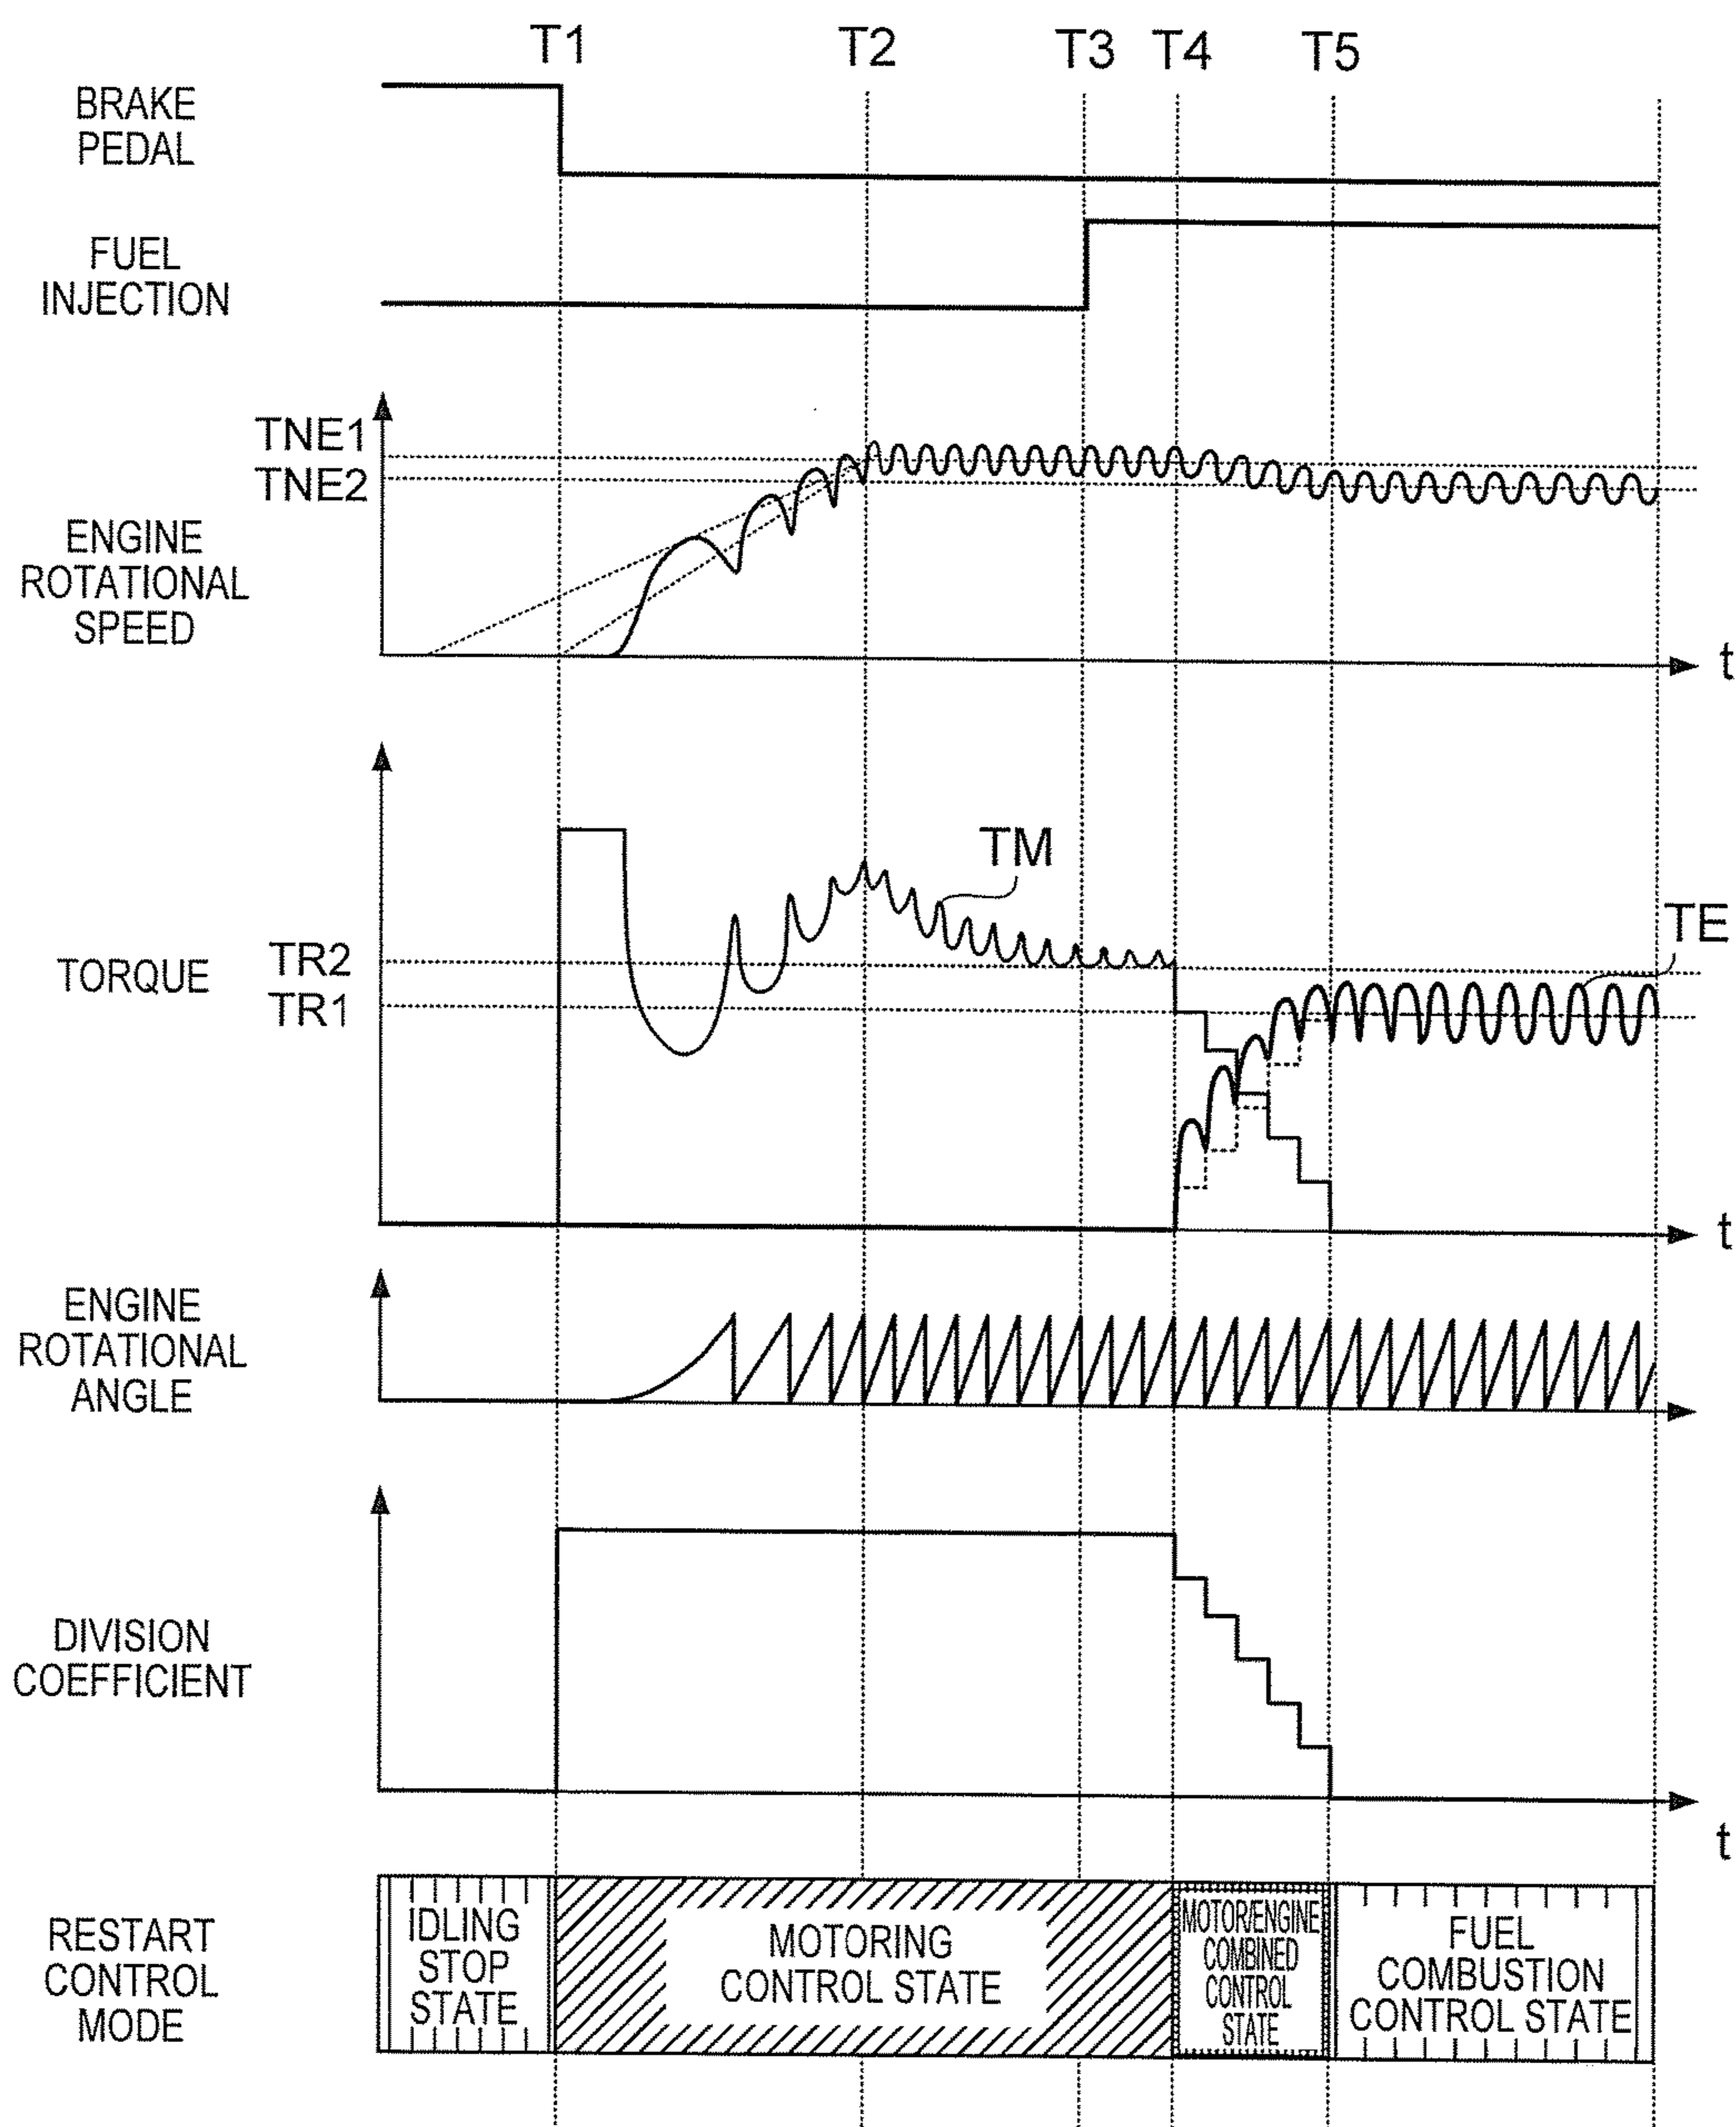 T1 T2 T3 T4 T5
BRAKE
PEDAL
FUEL
INJECTION
TNE1
TNE2
ENGINE
ROTATIONAL
SPEED
t
TM
TE
TORQUE
TR2
TR1
t
ENGINE
ROTATIONAL
ANGLE
DIVISION
COEFFICIENT
t
RESTART
CONTROL
MODE
IDLING
STOP
STATE
MOTORING
CONTROL STATE
MOTOR/ENGINE
COMBINED
CONTROL
STATE
FUEL
COMBUSTION
CONTROL STATE